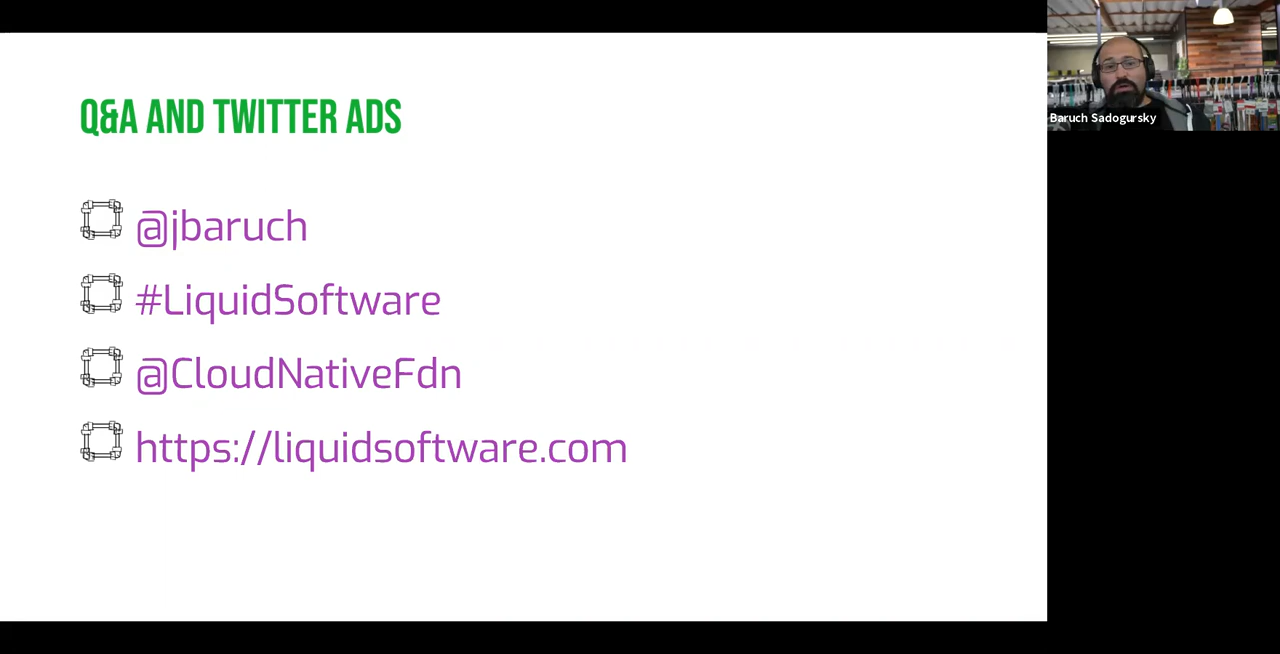 Q&A AND TWITTER ADS
@jbaruch
#LiquidSoftware
@CloudNativeFdn
https://liquidsoftware.com
Baruch Sadogursky